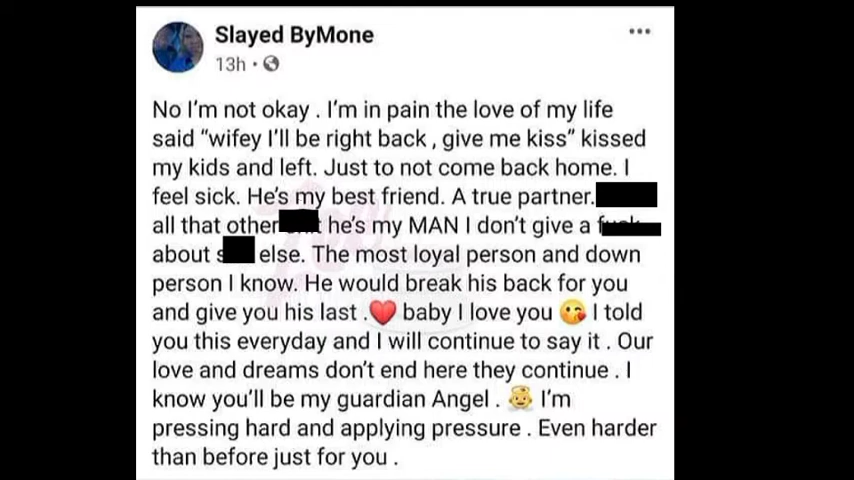 Slayed ByMone
13h
No I'm not okay . I'm in pain the love of my life
said "wifey I'll be right back , give me kiss" kissed
my kids and left. Just to not come back home. I
feel sick. He's my best friend. A true partner.
all that other he's my MAN I don't give a
about else. The most loyal person and down
person I know. He would break his back for you
and give you his last .❤️ baby I love you 😘 I told
you this everyday and I will continue to say it . Our
love and dreams don't end here they continue . I
know you'll be my guardian Angel . 👼 I'm
pressing hard and applying pressure . Even harder
than before just for you .